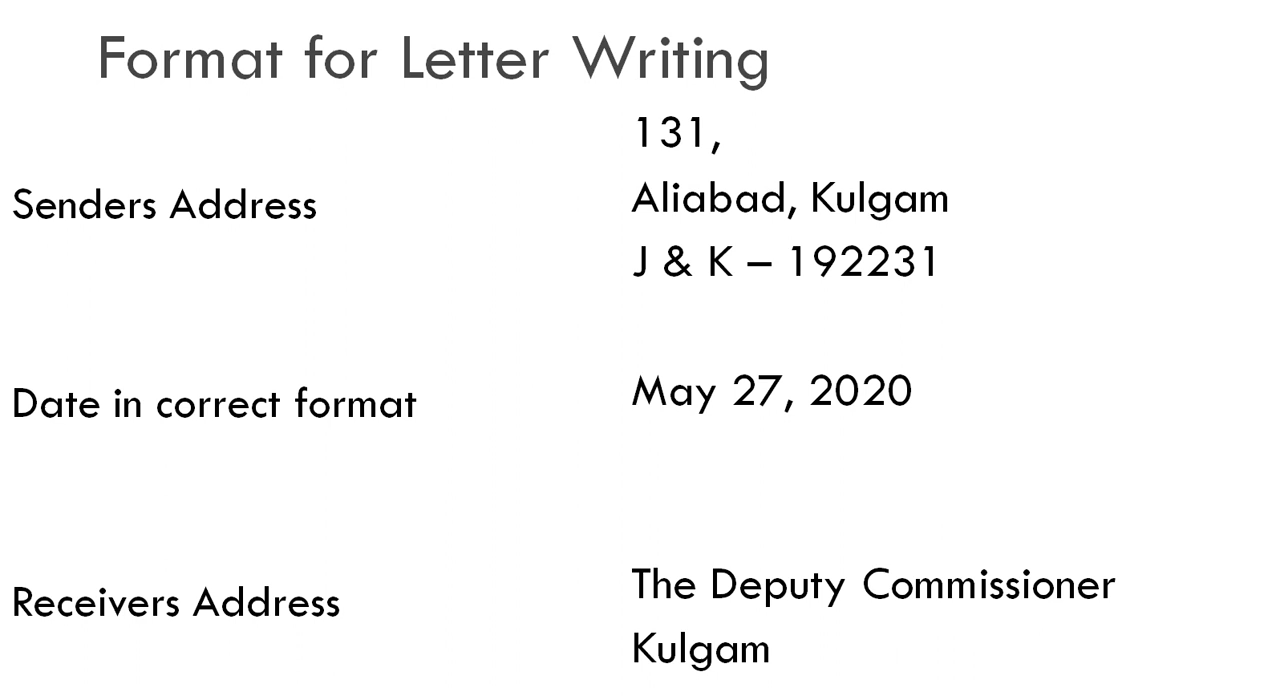 Format for Letter Writing
Senders Address
131,
Aliabad, Kulgam
J & K – 192231
Date in correct format
May 27, 2020
Receivers Address
The Deputy Commissioner
Kulgam